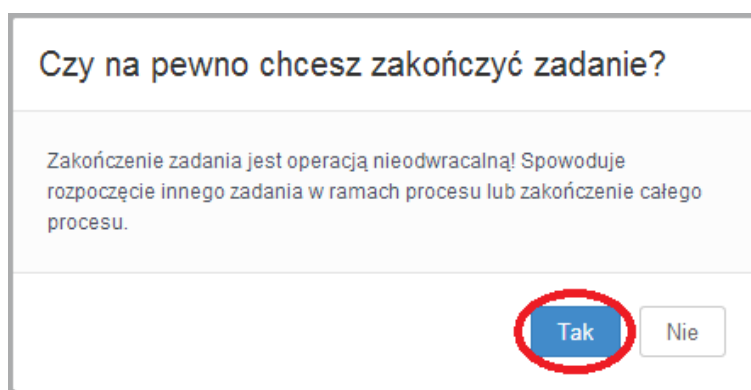 Czy na pewno chcesz zakończyć zadanie?
Zakończenie zadania jest operacją nieodwracalną! Spowoduje
rozpoczęcie innego zadania w ramach procesu lub zakończenie całego
procesu.
Tak Nie